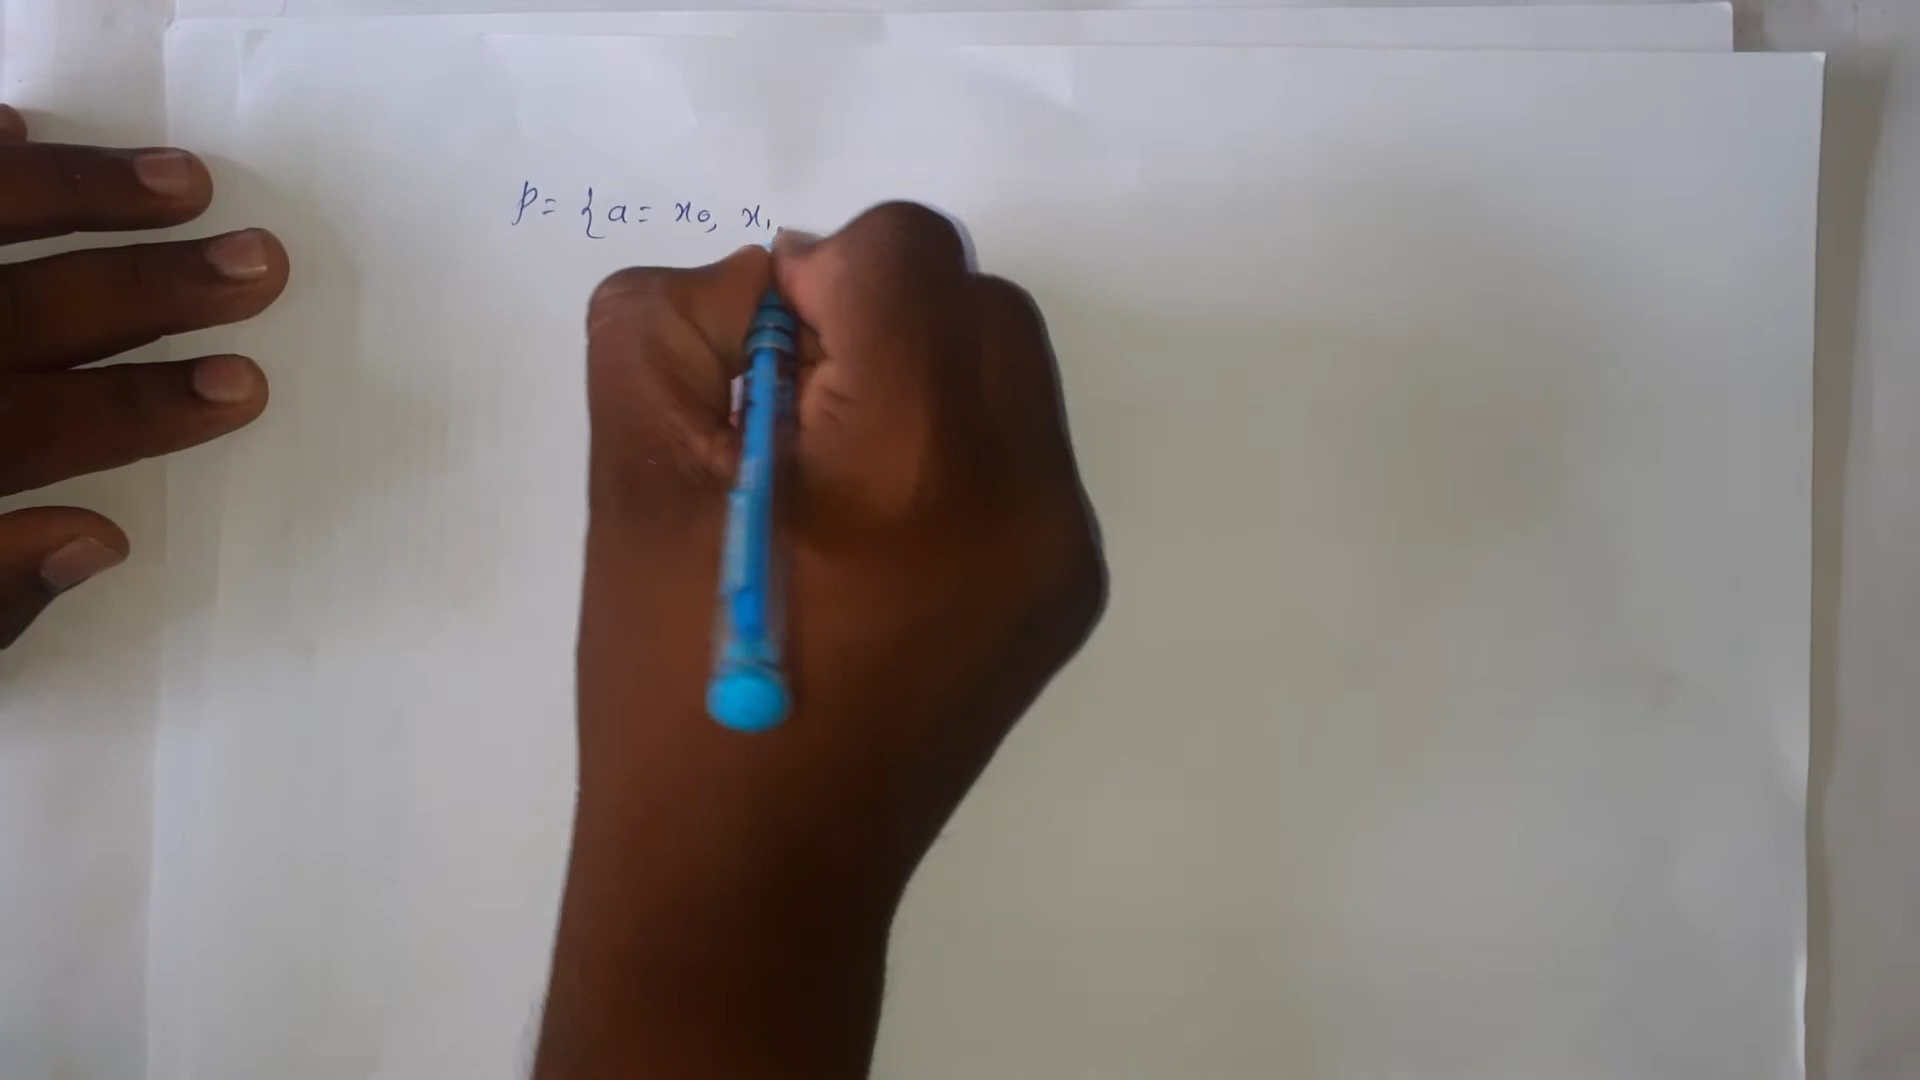 P = { a = x₀, x₁,